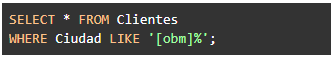 SELECT * FROM Clientes
WHERE Ciudad LIKE '[obm]%';